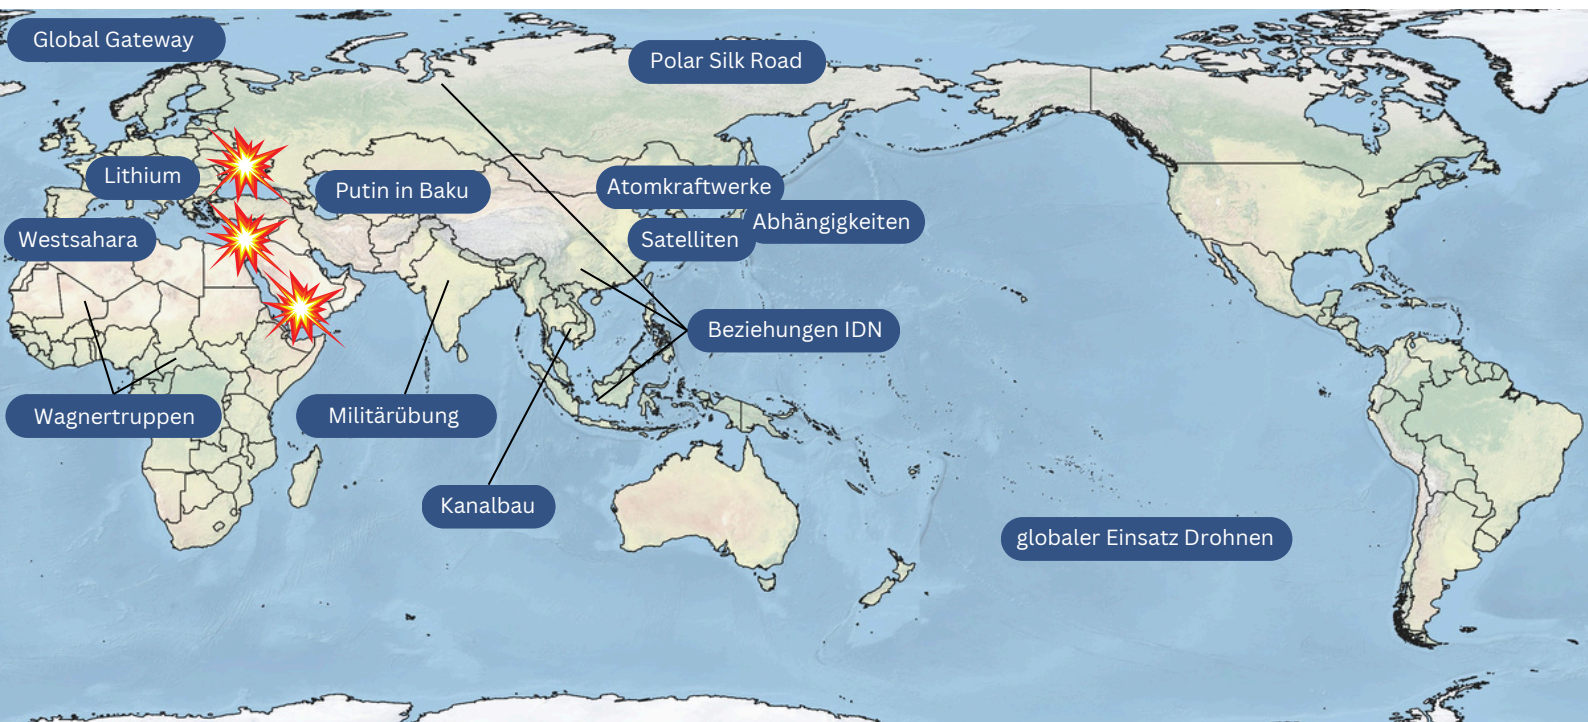 Global Gateway
Polar Silk Road
Lithium
Putin in Baku
Atomkraftwerke
Abhängigkeiten
Westsahara
Satelliten
Beziehungen IDN
Wagnertruppen
Militärübung
Kanalbau
globaler Einsatz Drohnen